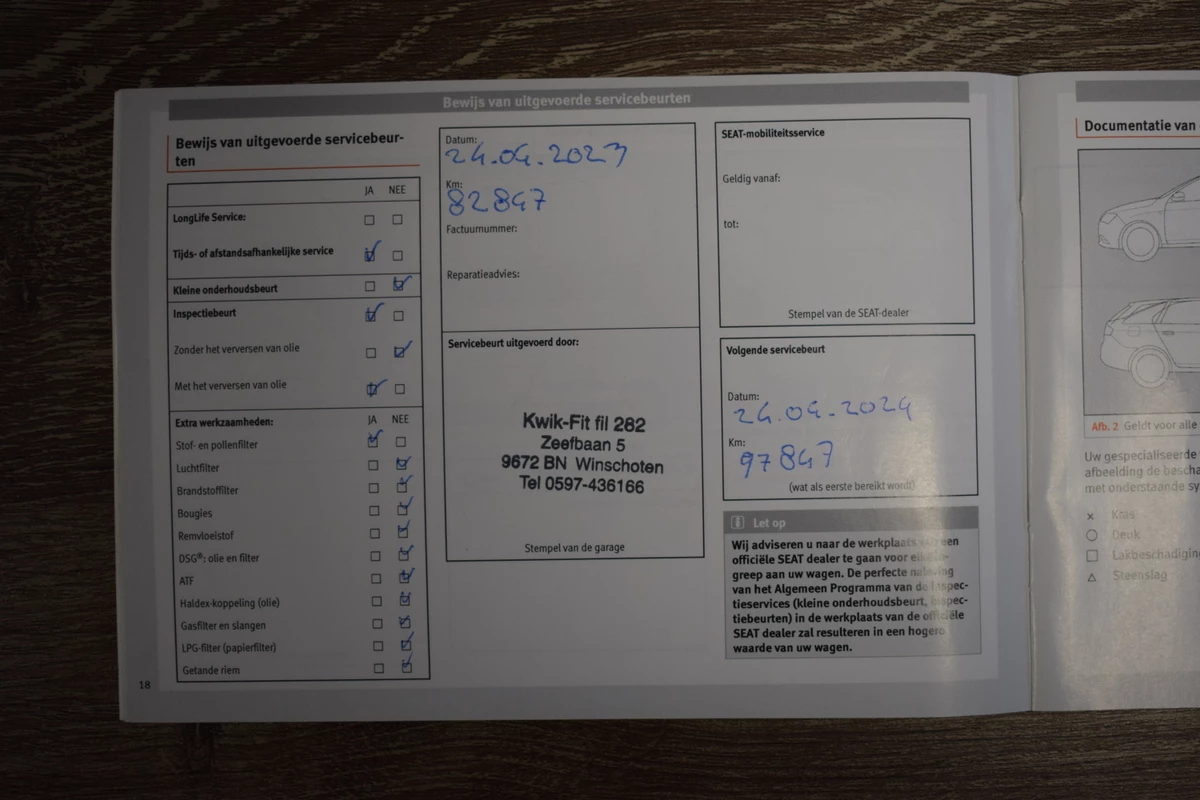 Bewijs van uitgevoerde servicebeurten
Bewijs van uitgevoerde servicebeur-
ten
JA NEE
LongLife Service:
Tijds- of afstandsafhankelijke service
Kleine onderhoudsbeurt
Inspectiebeurt
Zonder het verversen van olie
Met het verversen van olie
Extra werkzaamheden: JA NEE
Stof- en pollenfilter
Luchtfilter
Brandstoffilter
Bougies
Remvloeistof
DSG®: olie en filter
ATF
Haldex-koppeling (olie)
Gasfilter en slangen
LPG-filter (papierfilter)
Getande riem
18
Datum:
24.04.2023
Km:
82847
Factuurnummer:
Reparatieadvies:
Servicebeurt uitgevoerd door:
Kwik-Fit fil 282
Zeefbaan 5
9672 BN Winschoten
Tel 0597-436166
Stempel van de garage
SEAT-mobiliteitsservice
Geldig vanaf:
tot:
Stempel van de SEAT-dealer
Volgende servicebeurt
Datum:
24.04.2024
Km:
97847
(wat als eerste bereikt wordt)
Let op
Wij adviseren u naar de werkplaats van een
officiële SEAT dealer te gaan voor elke in-
greep aan uw wagen. De perfecte naleving
van het Algemeen Programma van de Inspec-
tieservices (kleine onderhoudsbeurt, inspec-
tiebeurten) in de werkplaats van de officiële
SEAT dealer zal resulteren in een hogere
waarde van uw wagen.
Documentatie van
Afb. 2 Geldt voor alle
Uw gespecialiseerde
afbeelding de bescha
met onderstaande sy
Kras
Deuk
Lakbeschadiging
Steenslag